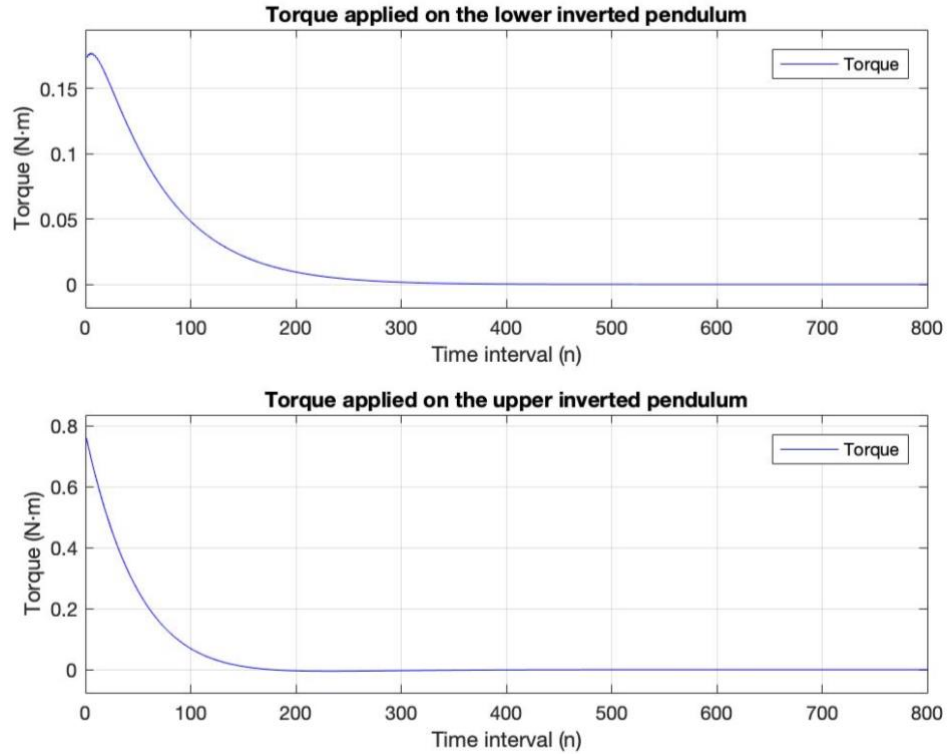 Torque applied on the lower inverted pendulum
Torque
0.15
0.1
0.05
0
Torque (N·m)
0 100 200 300 400 500 600 700 800
Time interval (n)
Torque applied on the upper inverted pendulum
Torque
0.8
0.6
0.4
0.2
0
Torque (N·m)
0 100 200 300 400 500 600 700 800
Time interval (n)